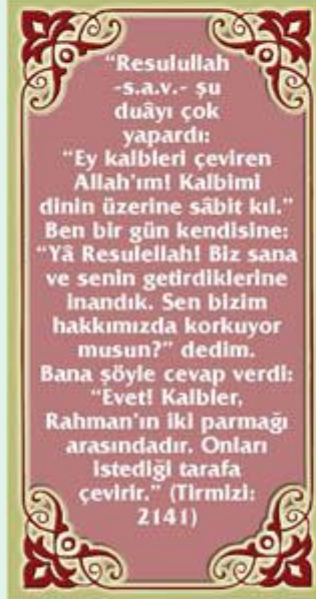 “Resulullah
-s.a.v.- şu
duâyı çok
yapardı:
“Ey kalbleri çeviren
Allah’ım! Kalbimi
dinin üzerine sâbit kıl.”
Ben bir gün kendisine:
“Yâ Resulellah! Biz sana
ve senin getirdiklerine
inandık. Sen bizim
hakkımızda korkuyor
musun?” dedim.
Bana şöyle cevap verdi:
“Evet! Kalbler,
Rahman’ın iki parmağı
arasındadır. Onları
istediği tarafa
çevirir.” (Tirmizi:
2141)